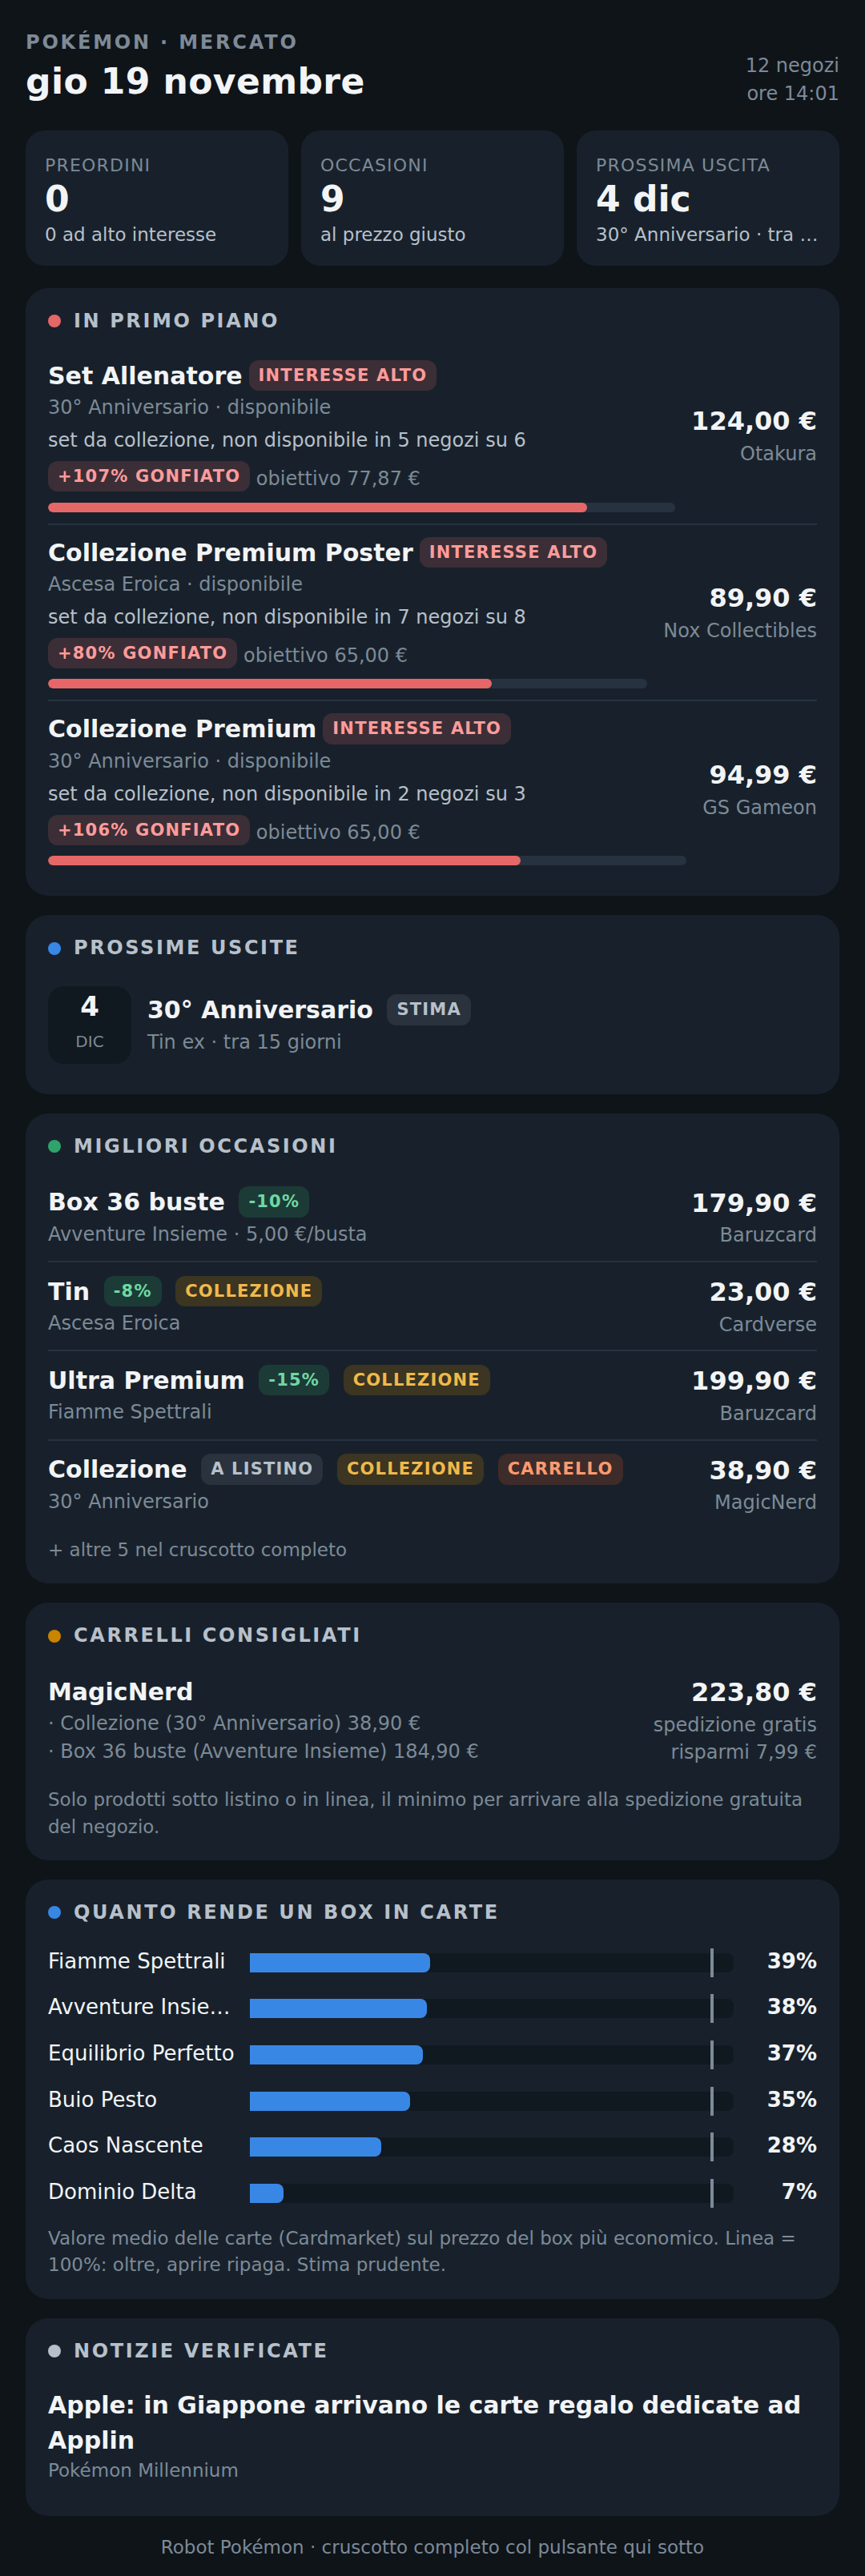 POKÉMON · MERCATO
gio 19 novembre
12 negozi
ore 14:01
PREORDINI
0
0 ad alto interesse
OCCASIONI
9
al prezzo giusto
PROSSIMA USCITA
4 dic
30° Anniversario · tra ...
IN PRIMO PIANO
Set Allenatore INTERESSE ALTO
30° Anniversario · disponibile
set da collezione, non disponibile in 5 negozi su 6
+107% GONFIATO obiettivo 77,87 €
124,00 €
Otakura
Collezione Premium Poster INTERESSE ALTO
Ascesa Eroica · disponibile
set da collezione, non disponibile in 7 negozi su 8
+80% GONFIATO obiettivo 65,00 €
89,90 €
Nox Collectibles
Collezione Premium INTERESSE ALTO
30° Anniversario · disponibile
set da collezione, non disponibile in 2 negozi su 3
+106% GONFIATO obiettivo 65,00 €
94,99 €
GS Gameon
PROSSIME USCITE
4
DIC
30° Anniversario STIMA
Tin ex · tra 15 giorni
MIGLIORI OCCASIONI
Box 36 buste -10%
Avventure Insieme · 5,00 €/busta
179,90 €
Baruzcard
Tin -8% COLLEZIONE
Ascesa Eroica
23,00 €
Cardverse
Ultra Premium -15% COLLEZIONE
Fiamme Spettrali
199,90 €
Baruzcard
Collezione A LISTINO COLLEZIONE CARRELLO
30° Anniversario
38,90 €
MagicNerd
+ altre 5 nel cruscotto completo
CARRELLI CONSIGLIATI
MagicNerd
· Collezione (30° Anniversario) 38,90 €
· Box 36 buste (Avventure Insieme) 184,90 €
223,80 €
spedizione gratis
risparmi 7,99 €
Solo prodotti sotto listino o in linea, il minimo per arrivare alla spedizione gratuita
del negozio.
QUANTO RENDE UN BOX IN CARTE
Fiamme Spettrali 39%
Avventure Insie... 38%
Equilibrio Perfetto 37%
Buio Pesto 35%
Caos Nascente 28%
Dominio Delta 7%
Valore medio delle carte (Cardmarket) sul prezzo del box più economico. Linea =
100%: oltre, aprire ripaga. Stima prudente.
NOTIZIE VERIFICATE
Apple: in Giappone arrivano le carte regalo dedicate ad
Applin
Pokémon Millennium
Robot Pokémon · cruscotto completo col pulsante qui sotto